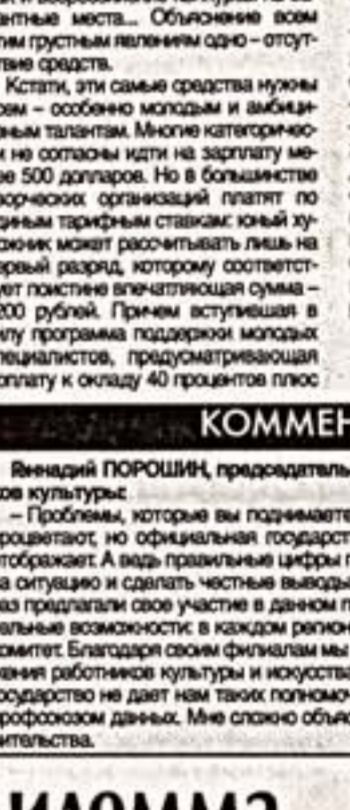 антные места... Объяснение всем
тим грустным явлениям одно – отсут-
твие средств.
Кстати, эти самые средства нужны
сем – особенно молодым и амбици-
зным талантам. Многие категоричес-
и не согласны идти на зарплату ме-
ее 500 долларов. Но в большинстве
ворческих организаций платят по
диным тарифным ставкам: юный ху-
ожник может рассчитывать лишь на
ервый разряд, которому соответст-
ует поистине впечатляющая сумма –
200 рублей. Причем вступившая в
илу программа поддержки молодых
пециалистов, предусматривающая
оплату к окладу 40 процентов плюс
КОММЕН
Геннадий ПОРОШИН, председатель
ков культуры:
– Проблемы, которые вы поднимаете
роцветают, но официальная государст
тображает. А ведь правильные цифры п
а ситуацию и сделать честные выводы
аз предлагали свое участие в данном п
ельные возможности: в каждом регион
омитет. Благодаря своим филиалам мы
жения работников культуры и искусства
осударство не дает нам таких полномоч
рофсоюзом данных. Мне сложно объяс
ительства.